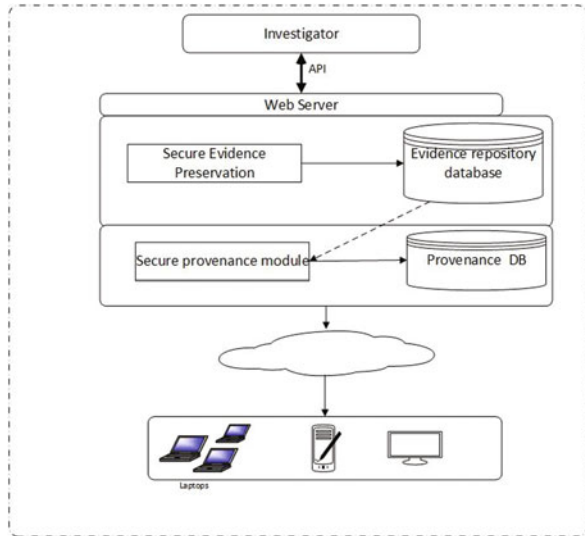 Investigator
API
Web Server
Secure Evidence
Preservation
Evidence repository
database
Secure provenance module
Provenance DB
Laptops